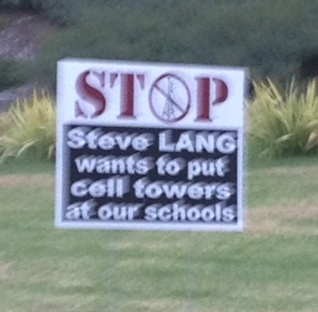 STOP
Steve LANG
wants to put
cell towers
at our schools